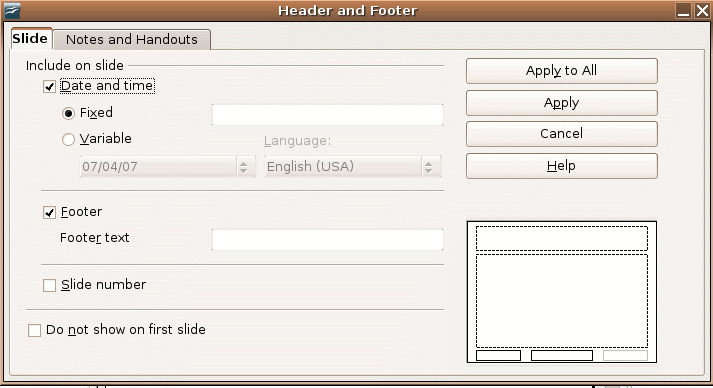 Header and Footer
Slide
Notes and Handouts
Include on slide
Date and time
Fixed
Variable
Language:
07/04/07
English (USA)
Footer
Footer text
Slide number
Do not show on first slide
Apply to All
Apply
Cancel
Help